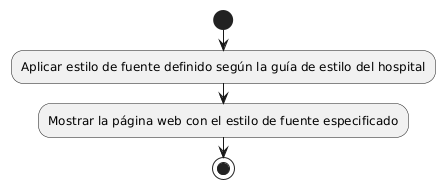 Aplicar estilo de fuente definido según la guía de estilo del hospital
Mostrar la página web con el estilo de fuente especificado